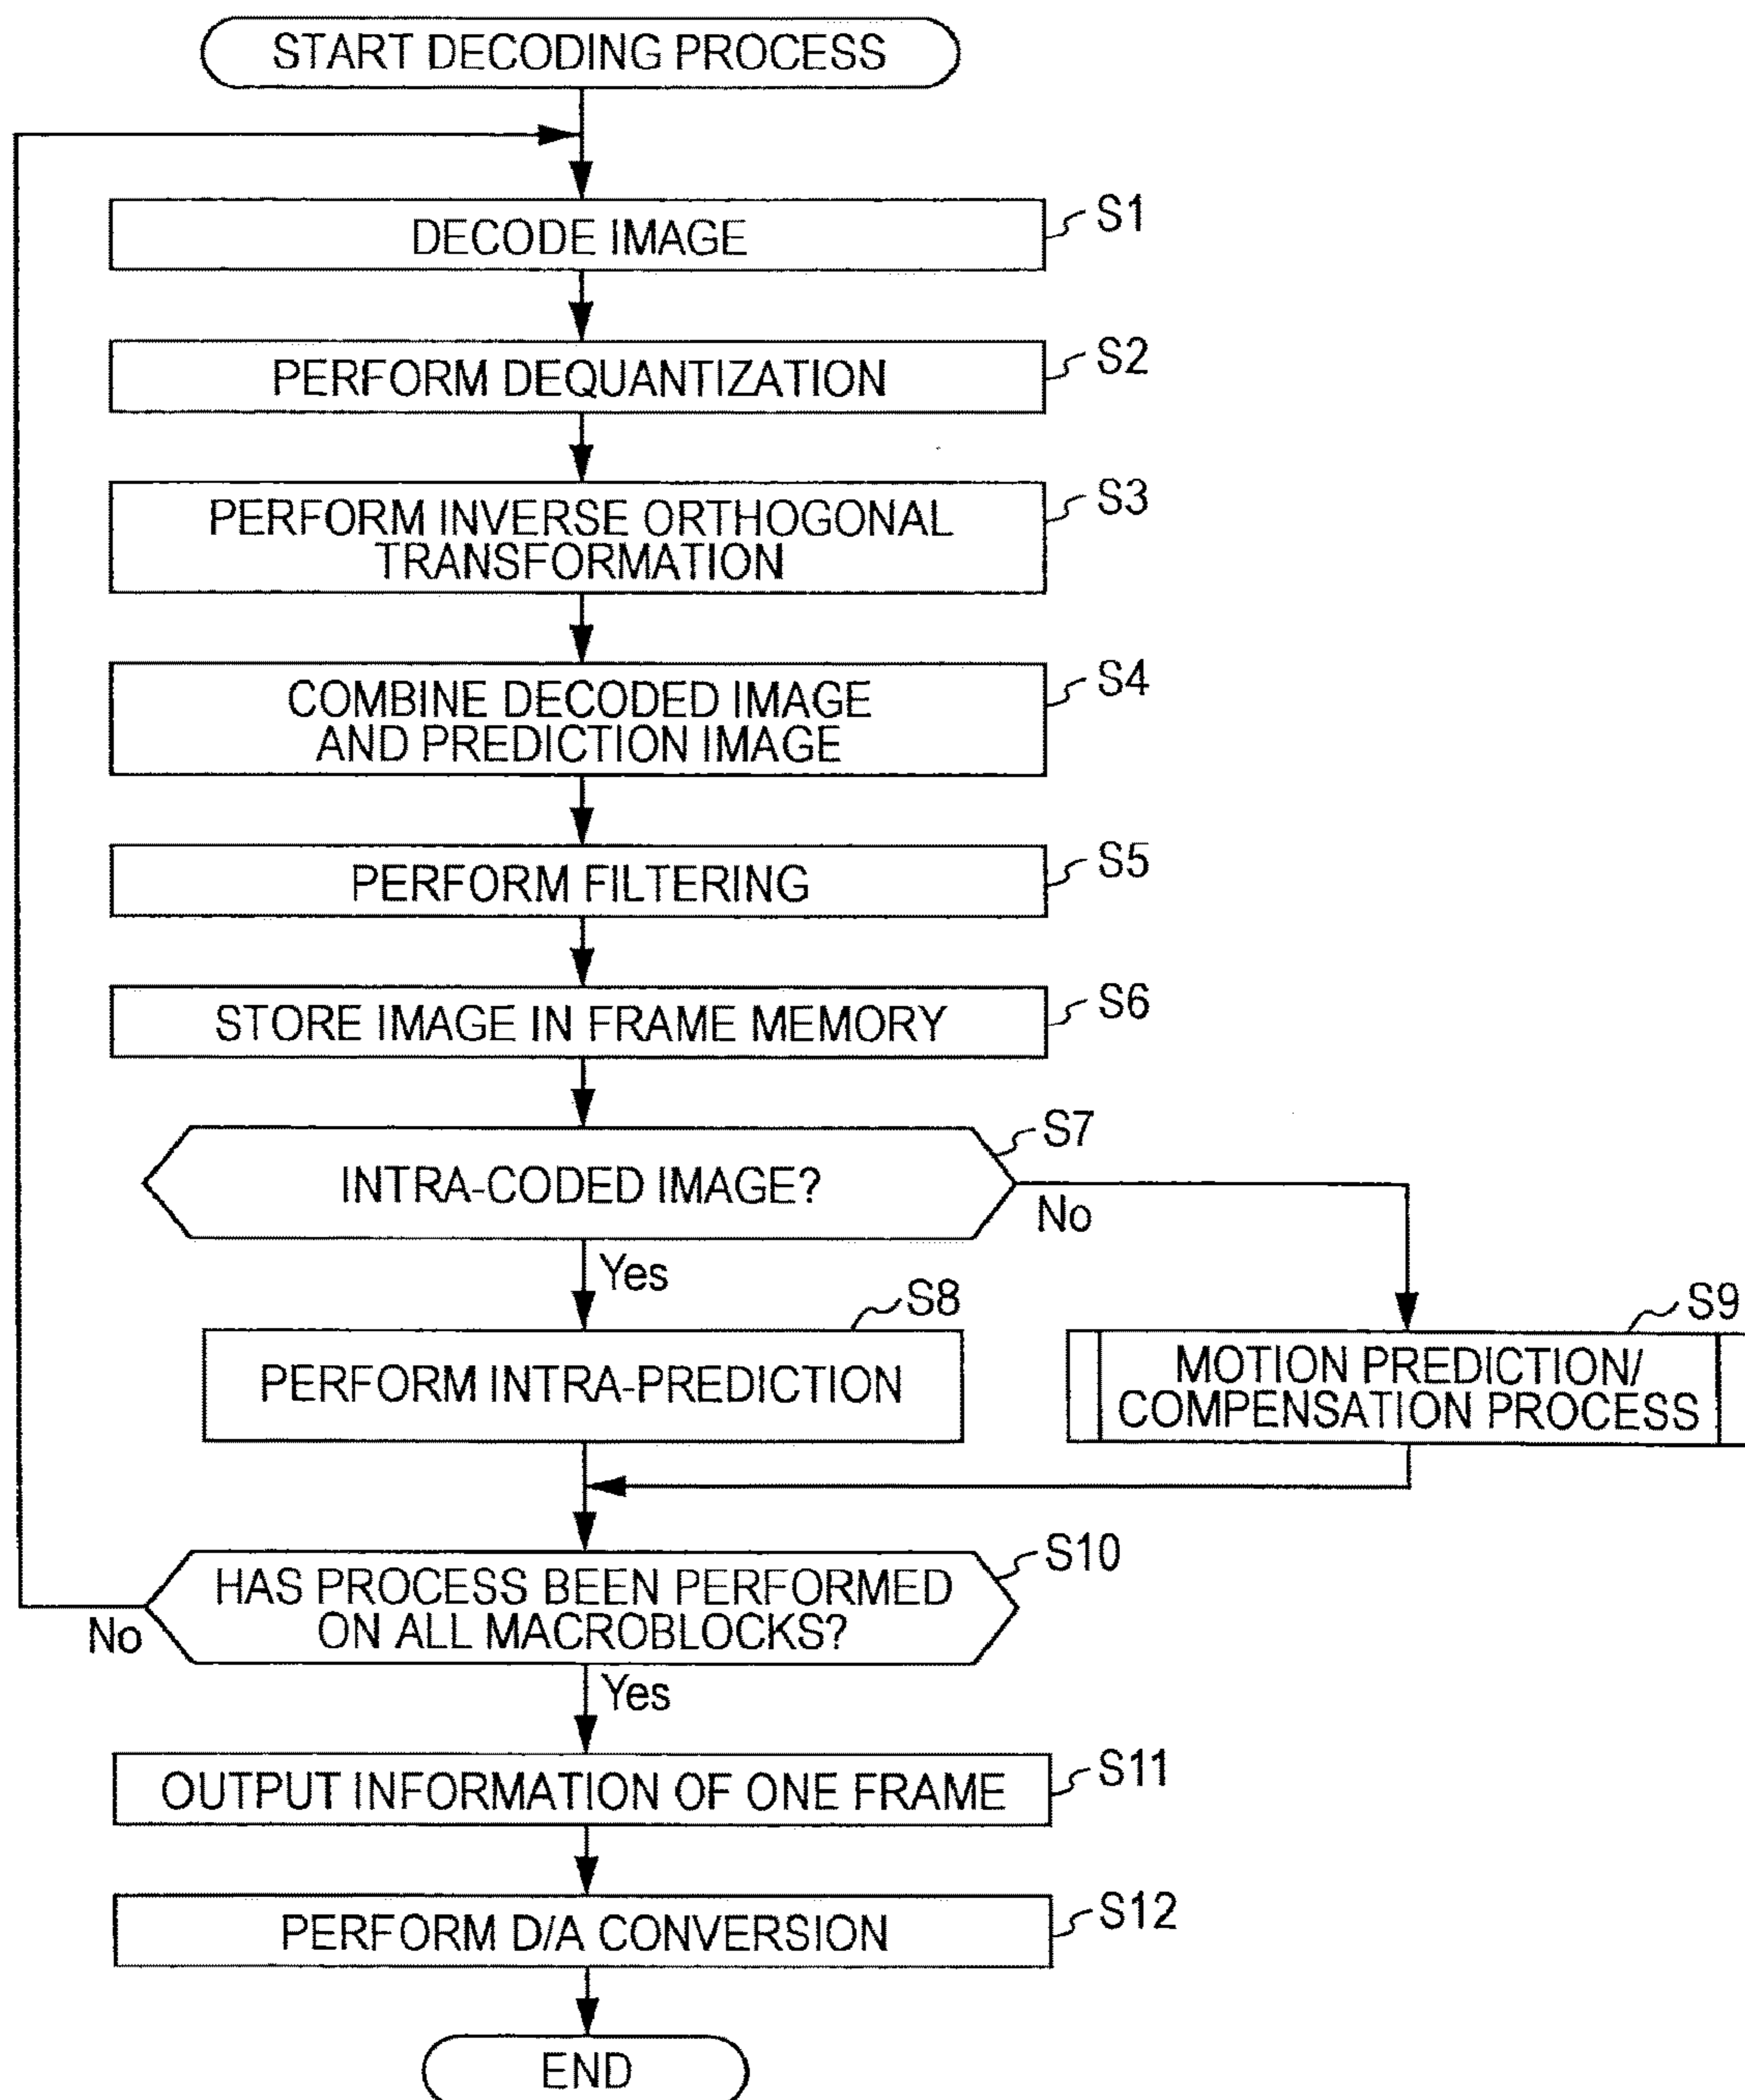 START DECODING PROCESS
S1
DECODE IMAGE
S2
PERFORM DEQUANTIZATION
S3
PERFORM INVERSE ORTHOGONAL
TRANSFORMATION
S4
COMBINE DECODED IMAGE
AND PREDICTION IMAGE
S5
PERFORM FILTERING
S6
STORE IMAGE IN FRAME MEMORY
S7
INTRA-CODED IMAGE?
No
Yes
S8
PERFORM INTRA-PREDICTION
S9
MOTION PREDICTION/
COMPENSATION PROCESS
S10
HAS PROCESS BEEN PERFORMED
ON ALL MACROBLOCKS?
No
Yes
S11
OUTPUT INFORMATION OF ONE FRAME
S12
PERFORM D/A CONVERSION
END